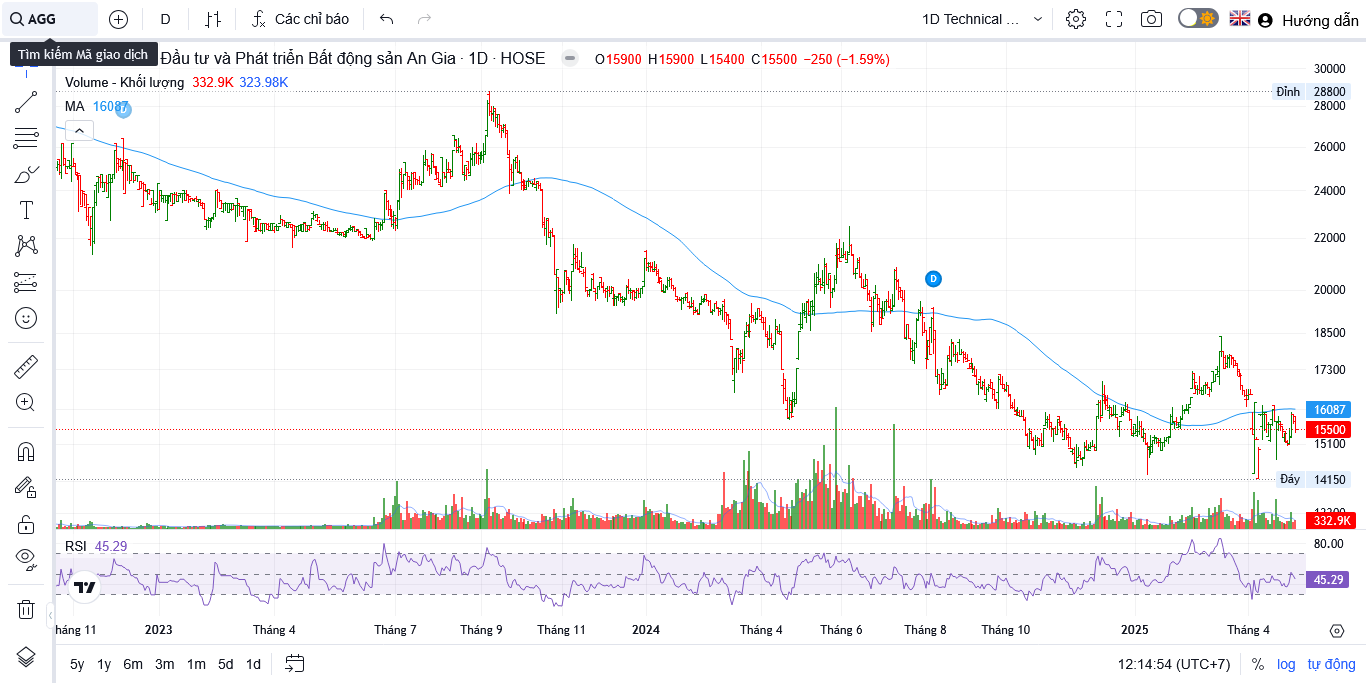 AGG D Các chỉ báo 1D Technical ... Hướng dẫn
Tìm kiếm Mã giao dịch Đầu tư và Phát triển Bất động sản An Gia · 1D · HOSE O15900 H15900 L15400 C15500 −250 (−1.59%)
Volume - Khối lượng 332.9K 323.98K
MA 16087
30000
Đỉnh 28800
28000
26000
24000
22000
D
20000
18500
17300
16087
15500
15100
Đáy 14150
332.9K
RSI 45.29
80.00
45.29
háng 11 2023 Tháng 4 Tháng 7 Tháng 9 Tháng 11 2024 Tháng 4 Tháng 6 Tháng 8 Tháng 10 2025 Tháng 4
5y 1y 6m 3m 1m 5d 1d 12:14:54 (UTC+7) % log tự động